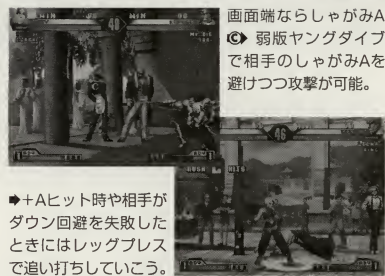 画面端ならしゃがみA
Ⓒ▶弱版ヤングダイブ
で相手のしゃがみAを
避けつつ攻撃が可能。
➡+Aヒット時や相手が
ダウン回避を失敗した
ときにはレッグプレス
で追い打ちしていこう。
40
46